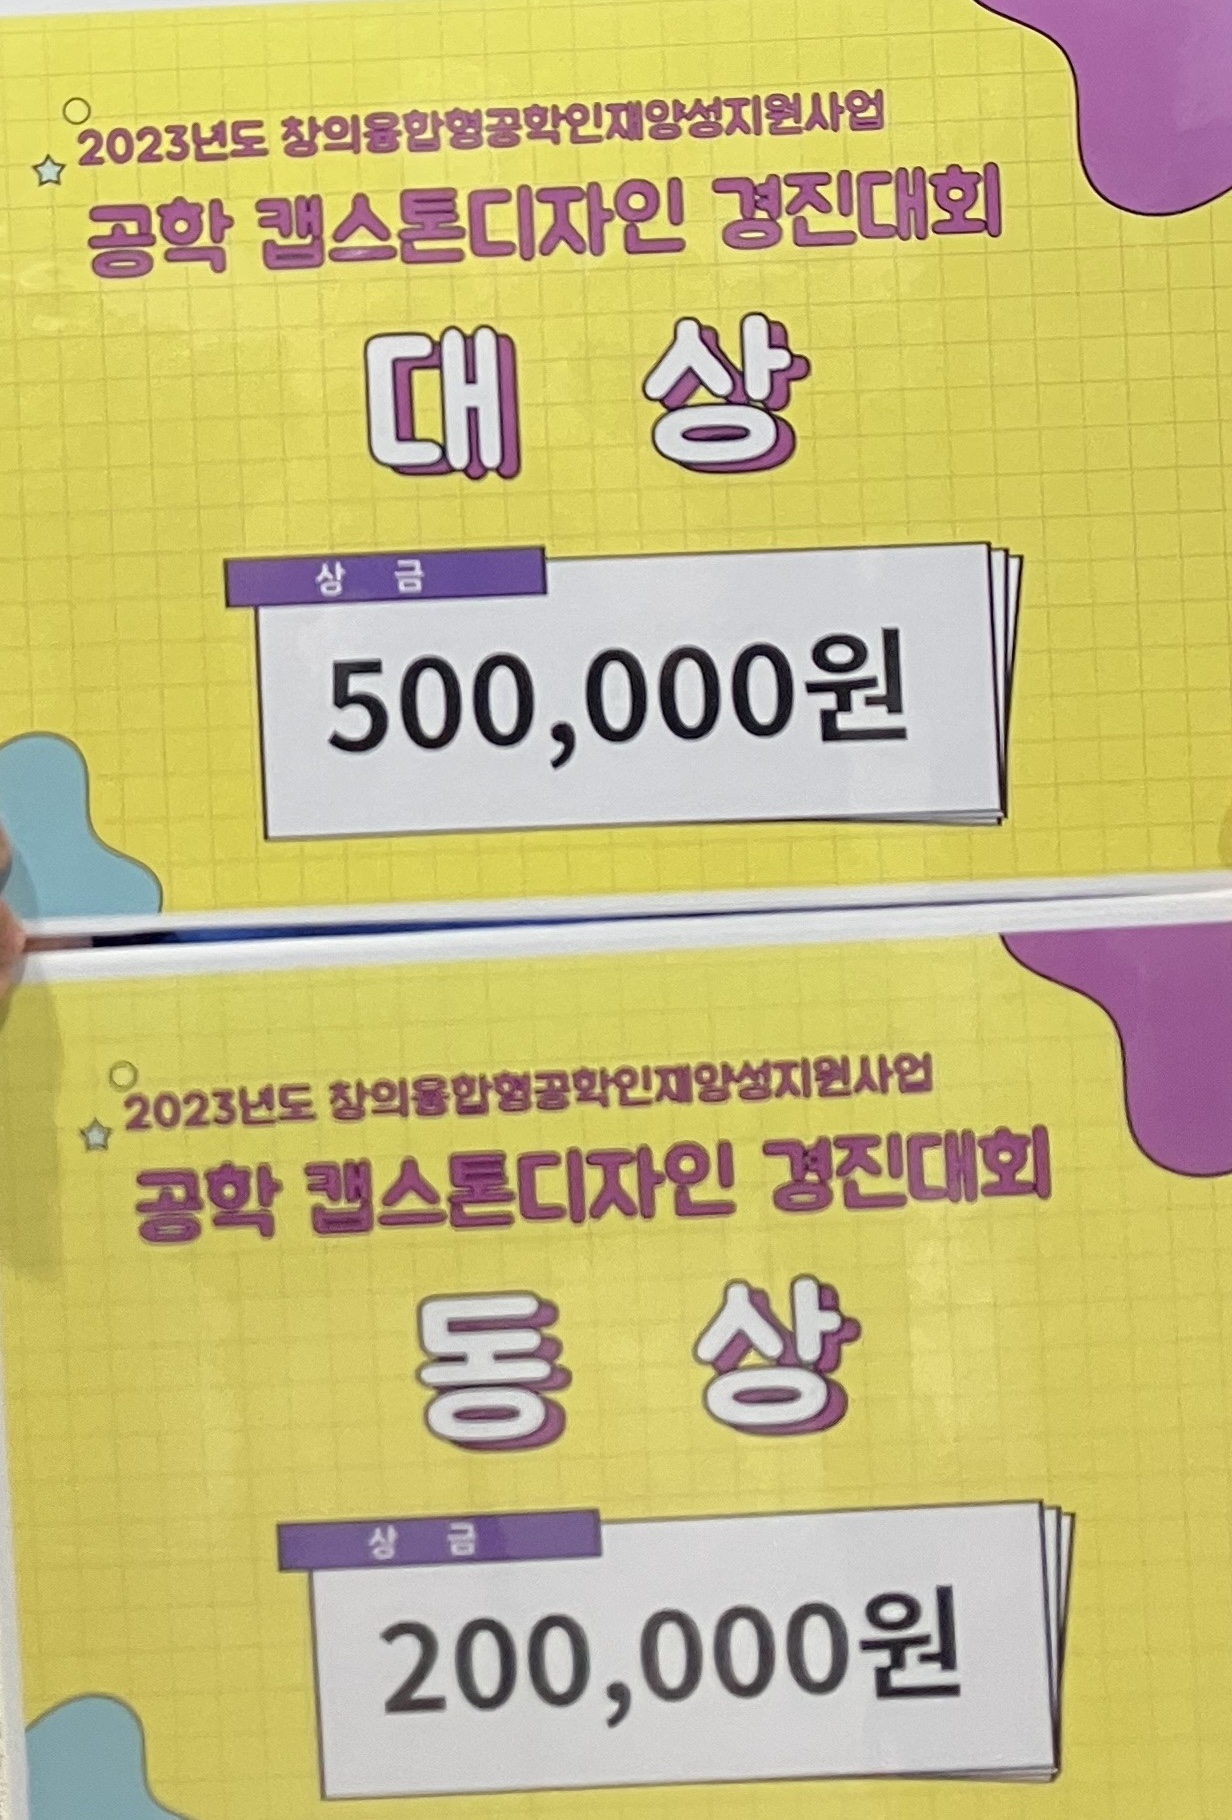 2023년도 창의융합형공학인재양성지원사업
공학 캡스톤디자인 경진대회
대 상
상 금
500,000원
2023년도 창의융합형공학인재양성지원사업
공학 캡스톤디자인 경진대회
동 상
상 금
200,000원